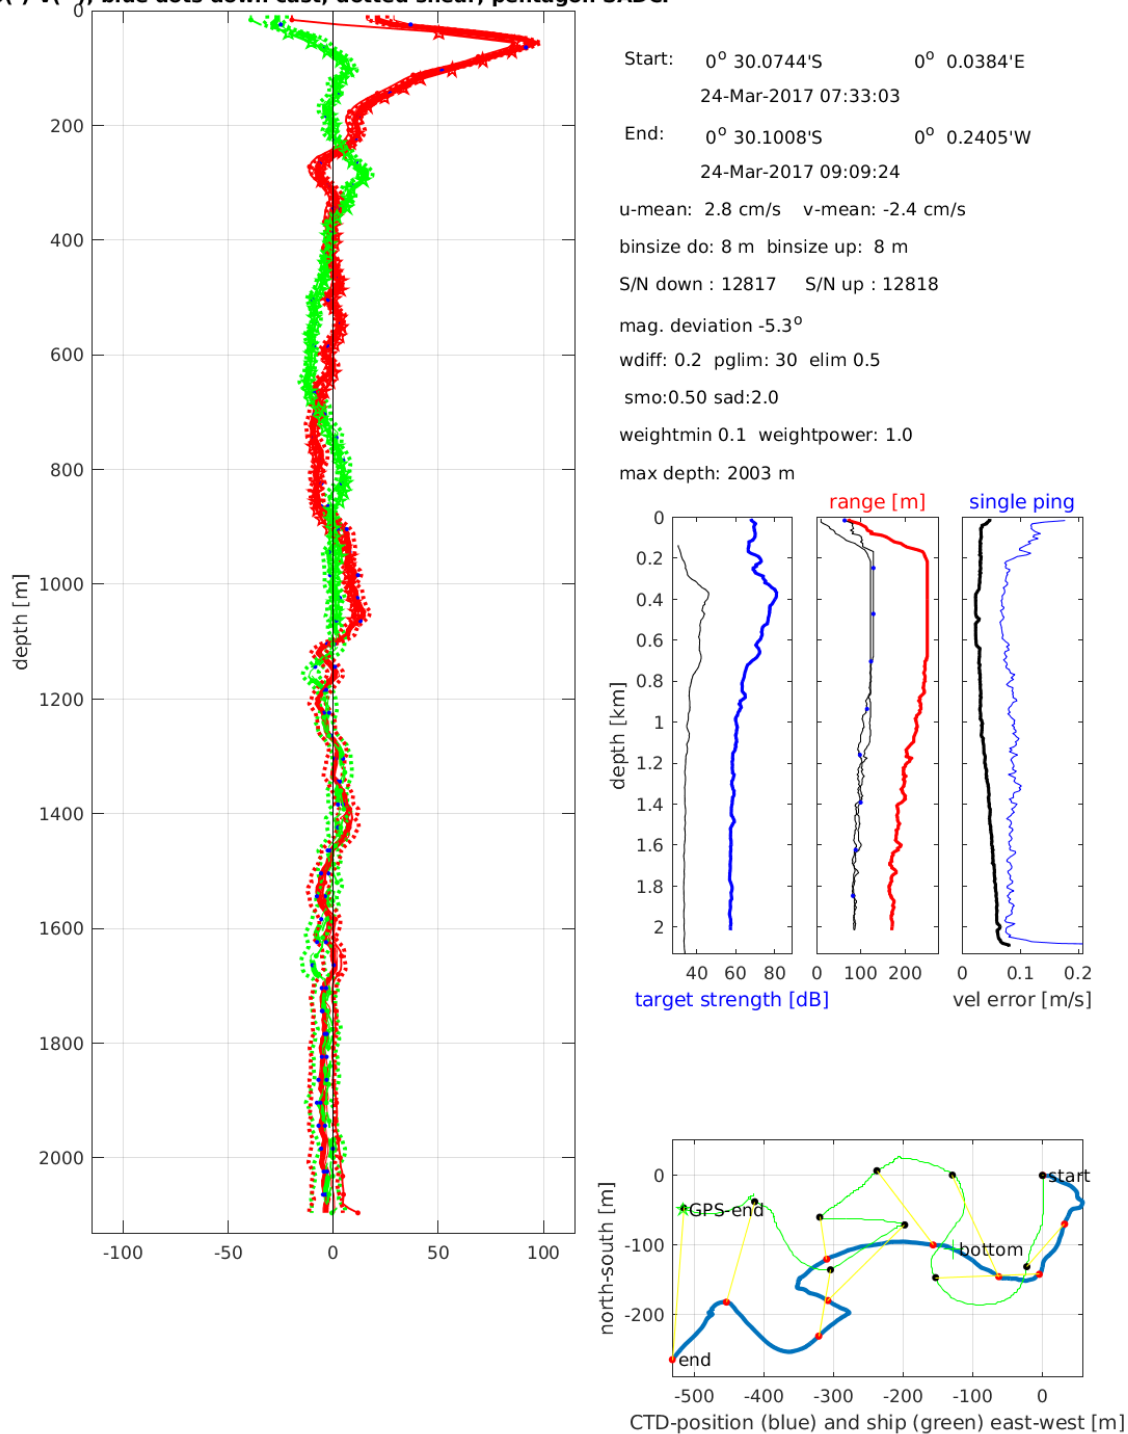 V(--); blue dots down cast; dotted shear; pentagon SADC.
0
200
400
600
800
1000
1200
1400
1600
1800
2000
-100 -50 0 50 100
depth [m]
Start: 0° 30.0744'S 0° 0.0384'E
24-Mar-2017 07:33:03
End: 0° 30.1008'S 0° 0.2405'W
24-Mar-2017 09:09:24
u-mean: 2.8 cm/s v-mean: -2.4 cm/s
binsize do: 8 m binsize up: 8 m
S/N down : 12817 S/N up : 12818
mag. deviation -5.3°
wdiff: 0.2 pglim: 30 elim 0.5
smo:0.50 sad:2.0
weightmin 0.1 weightpower: 1.0
max depth: 2003 m
range [m] single ping
0
0.2
0.4
0.6
0.8
1
1.2
1.4
1.6
1.8
2
depth [km]
40 60 80
0 100 200
0 0.1 0.2
target strength [dB]
vel error [m/s]
0
-100
-200
north-south [m]
start
GPS-end
bottom
end
-500 -400 -300 -200 -100 0
CTD-position (blue) and ship (green) east-west [m]